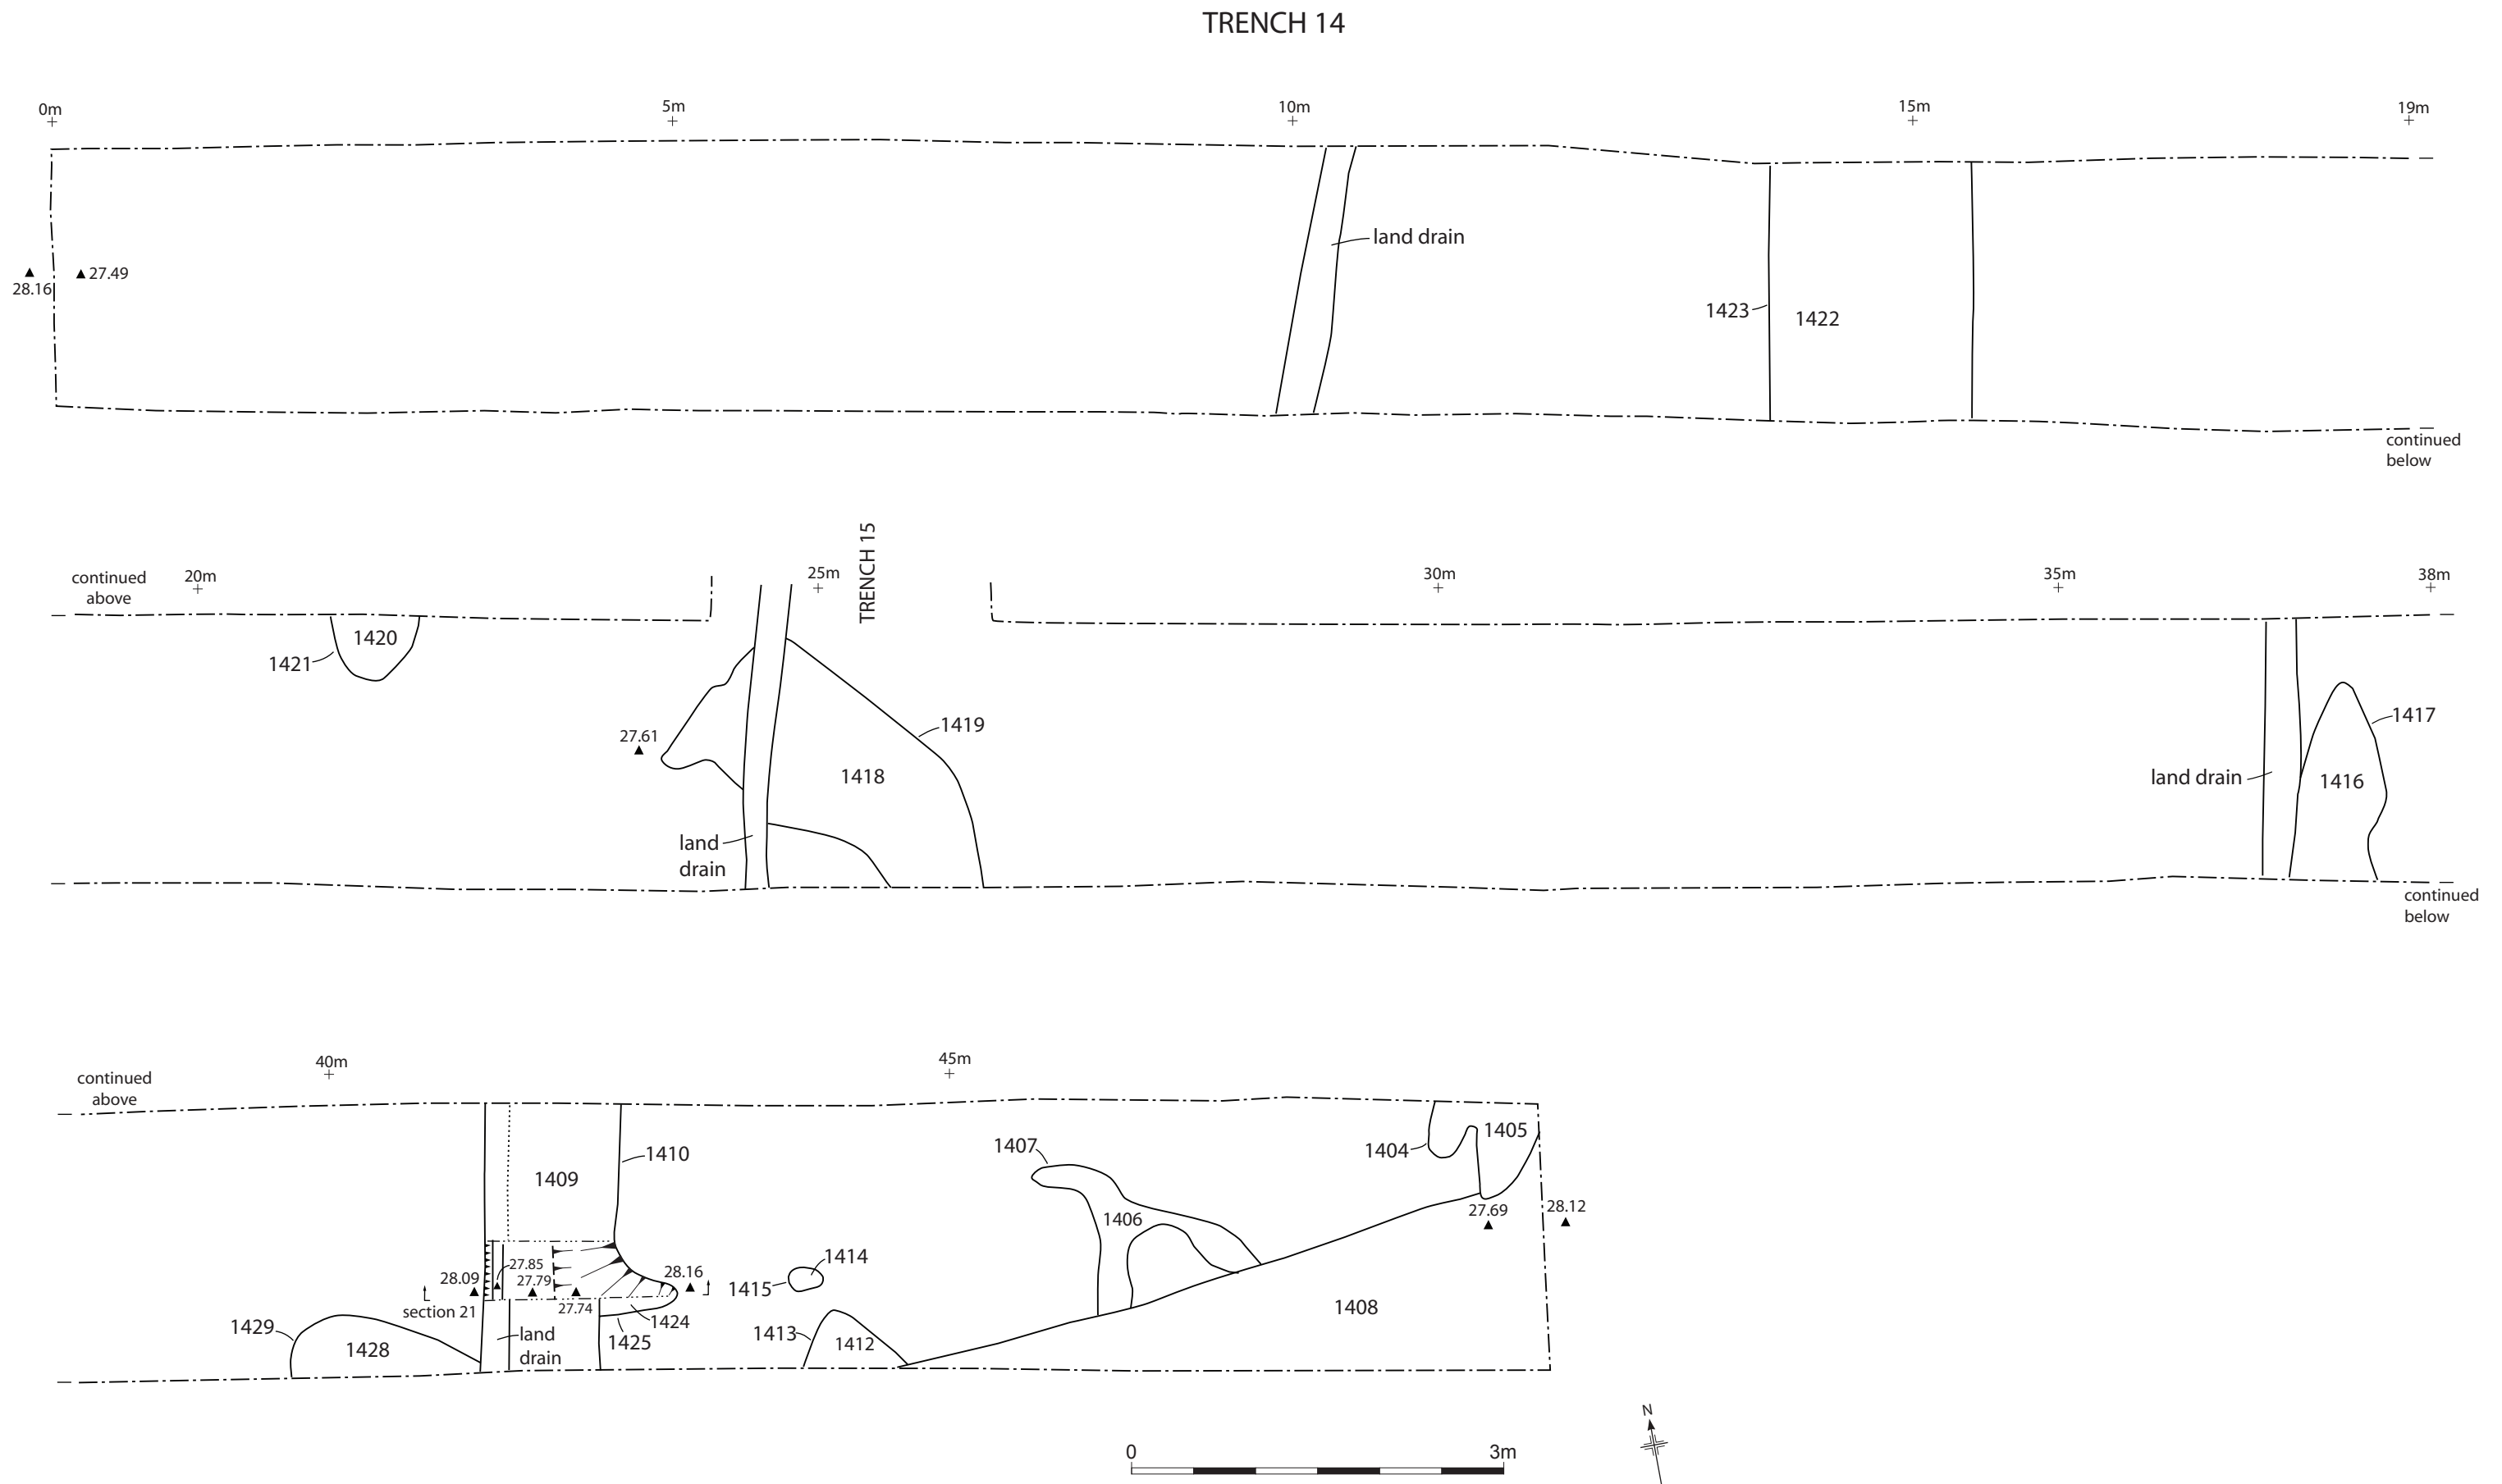 TRENCH 14
0m
5m
10m
15m
19m
land drain
28.16
27.49
1423
1422
continued
below
TRENCH 15
continued
above
20m
25m
30m
35m
38m
1420
1421
27.61
1419
1418
1417
land drain
1416
land
drain
continued
below
continued
above
40m
45m
1409
1410
1407
1406
1404
1405
27.69
28.12
28.09
27.85
27.79
28.16
27.74
section 21
1414
1415
1424
1425
1429
1428
land
drain
1413
1412
1408
N
0
3m